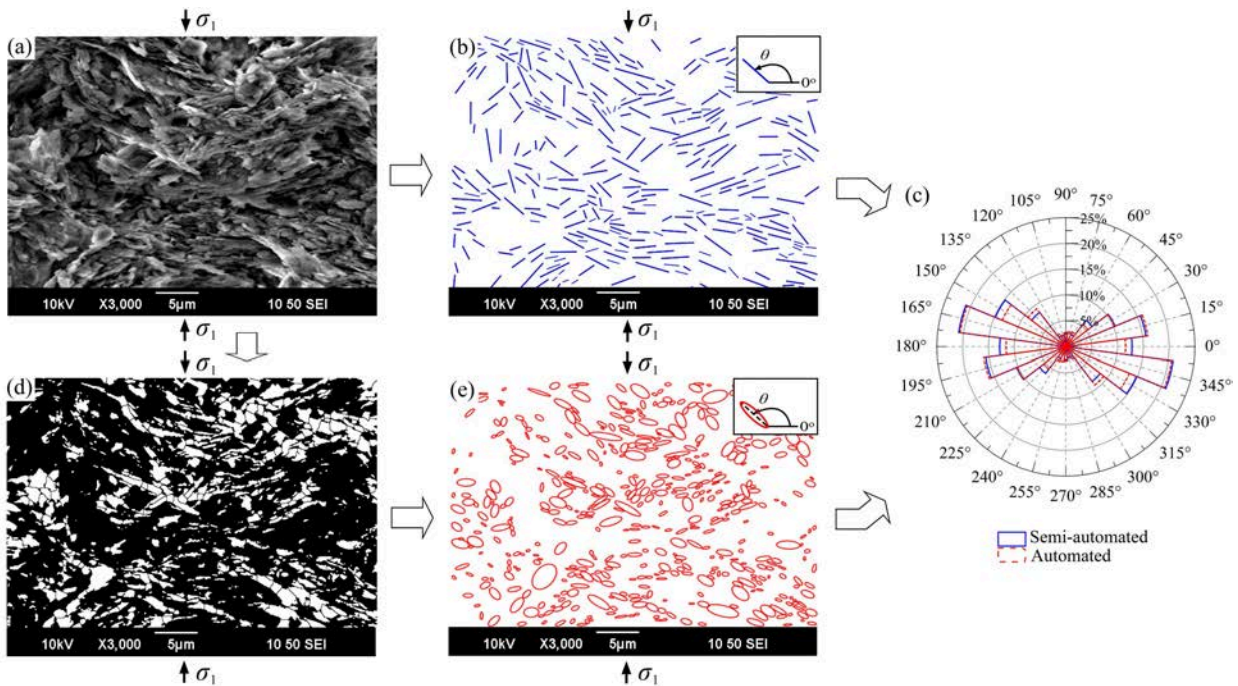 σ1
(a)
10kV X3,000 5μm 10 50 SEI
σ1
σ1
(b)
θ
0°
10kV X3,000 5μm 10 50 SEI
σ1
(c)
90°
105° 75°
120° 60°
135° 45°
150° 30°
165° 15°
180° 0°
195° 345°
210° 330°
225° 315°
240° 300°
255° 285°
270°
25%
20%
15%
10%
5%
Semi-automated
Automated
σ1
(d)
10kV X3,000 5μm 10 50 SEI
σ1
σ1
(e)
θ
0°
10kV X3,000 5μm 10 50 SEI
σ1